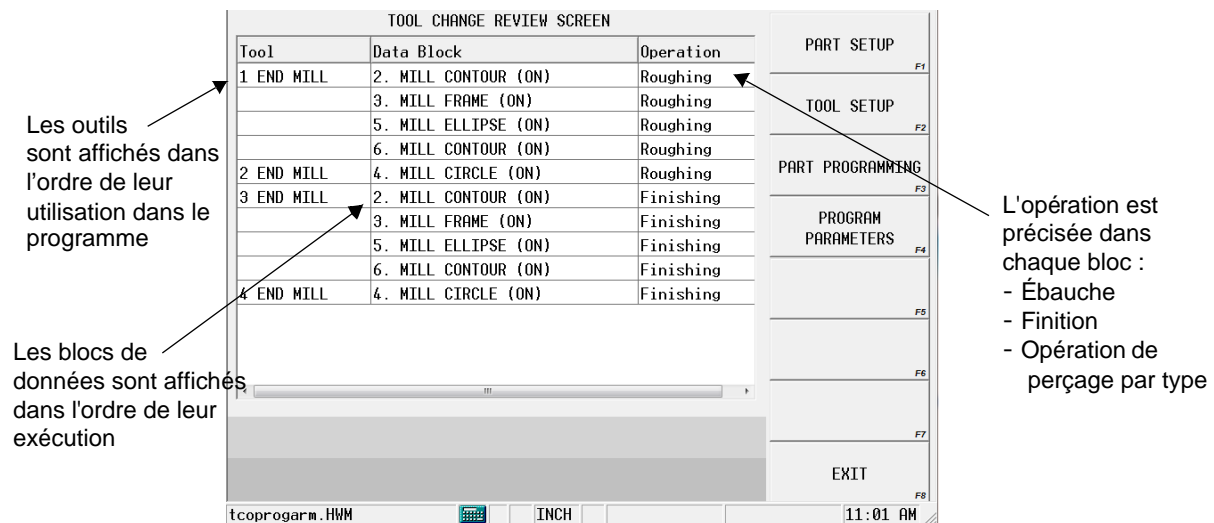 TOOL CHANGE REVIEW SCREEN
Tool Data Block Operation
1 END MILL 2. MILL CONTOUR (ON) Roughing
3. MILL FRAME (ON) Roughing
5. MILL ELLIPSE (ON) Roughing
6. MILL CONTOUR (ON) Roughing
2 END MILL 4. MILL CIRCLE (ON) Roughing
3 END MILL 2. MILL CONTOUR (ON) Finishing
3. MILL FRAME (ON) Finishing
5. MILL ELLIPSE (ON) Finishing
6. MILL CONTOUR (ON) Finishing
4 END MILL 4. MILL CIRCLE (ON) Finishing
PART SETUP
F1
TOOL SETUP
F2
PART PROGRAMMING
F3
PROGRAM
PARAMETERS
F4
F5
F6
F7
EXIT
F8
tcoprogarm.HWM INCH 11:01 AM
Les outils
sont affichés dans
l’ordre de leur
utilisation dans le
programme
Les blocs de
données sont affichés
dans l'ordre de leur
exécution
L'opération est
précisée dans
chaque bloc :
- Ébauche
- Finition
- Opération de
perçage par type